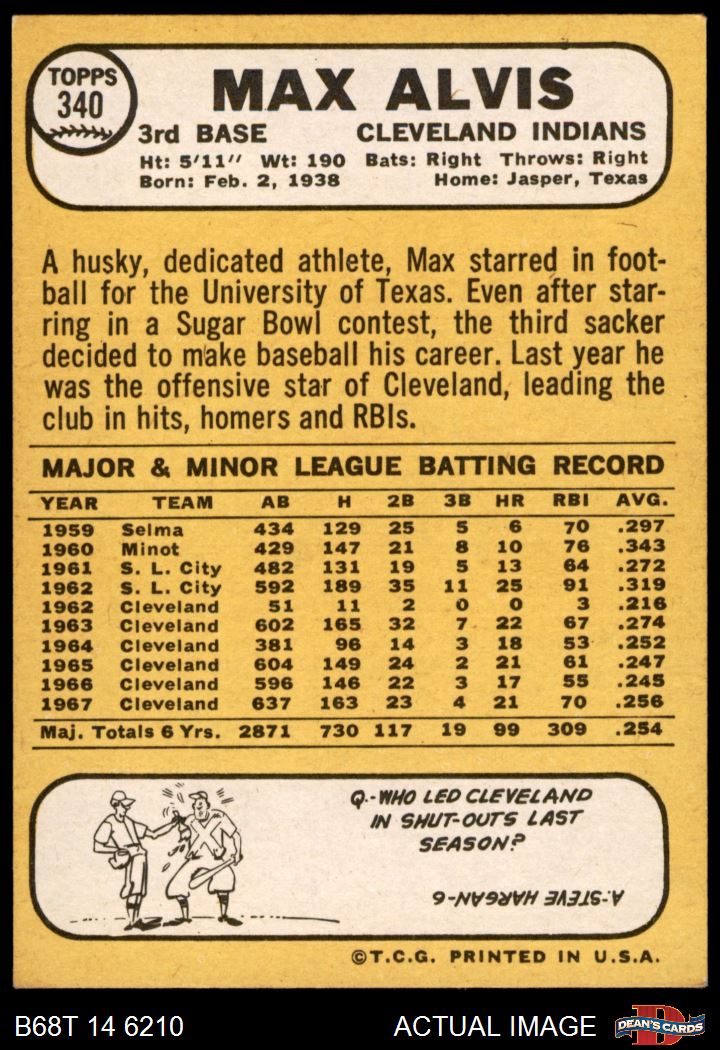 TOPPS
340
MAX ALVIS
3rd BASE CLEVELAND INDIANS
Ht: 5'11" Wt: 190 Bats: Right Throws: Right
Born: Feb. 2, 1938 Home: Jasper, Texas
A husky, dedicated athlete, Max starred in foot-
ball for the University of Texas. Even after star-
ring in a Sugar Bowl contest, the third sacker
decided to make baseball his career. Last year he
was the offensive star of Cleveland, leading the
club in hits, homers and RBIs.
MAJOR & MINOR LEAGUE BATTING RECORD
YEAR TEAM AB H 2B 3B HR RBI AVG.
1959 Selma 434 129 25 5 6 70 .297
1960 Minot 429 147 21 8 10 76 .343
1961 S. L. City 482 131 19 5 13 64 .272
1962 S. L. City 592 189 35 11 25 91 .319
1962 Cleveland 51 11 2 0 0 3 .216
1963 Cleveland 602 165 32 7 22 67 .274
1964 Cleveland 381 96 14 3 18 53 .252
1965 Cleveland 604 149 24 2 21 61 .247
1966 Cleveland 596 146 22 3 17 55 .245
1967 Cleveland 637 163 23 4 21 70 .256
Maj. Totals 6 Yrs. 2871 730 117 19 99 309 .254
Q.-WHO LED CLEVELAND
IN SHUT-OUTS LAST
SEASON?
A. STEVE HARGAN-6
©T.C.G. PRINTED IN U.S.A.
B68T 14 6210 ACTUAL IMAGE D DEAN'S CARDS